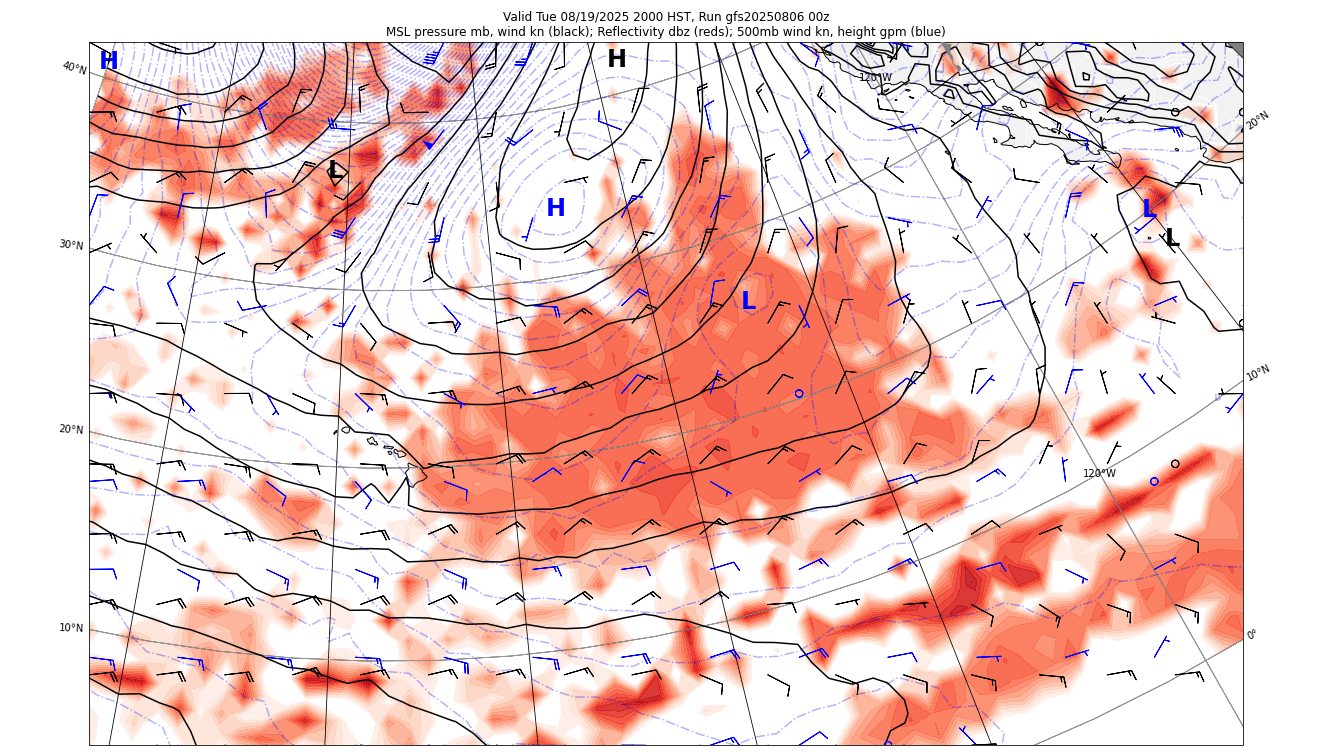 Valid Tue 08/19/2025 2000 HST, Run gfs20250806 00z
MSL pressure mb, wind kn (black); Reflectivity dbz (reds); 500mb wind kn, height gpm (blue)
H
H
40°N
120°W
20°N
L
H
L
L
30°N
L
10°N
20°N
120°W
10°N
0°